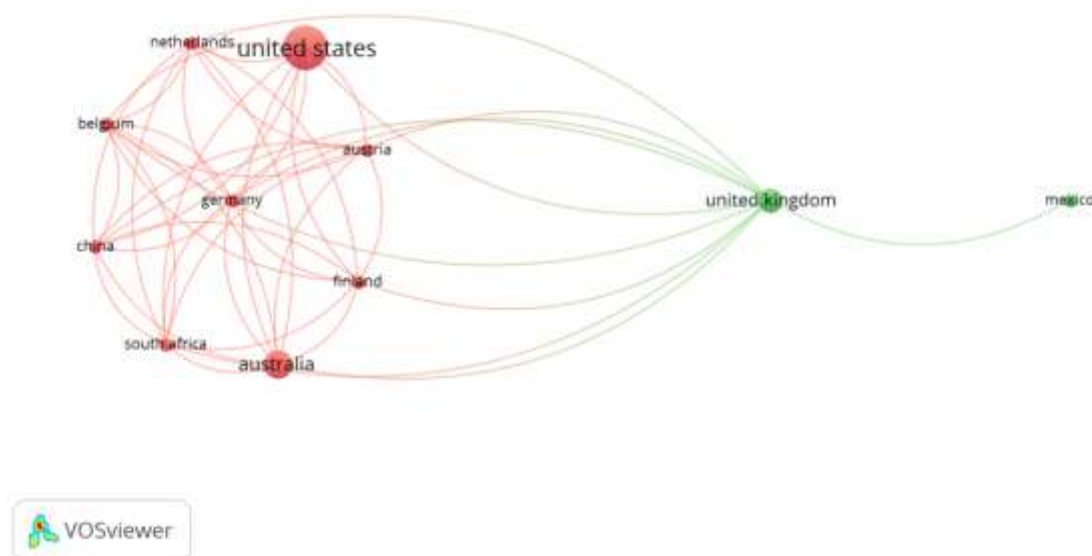 netherlands
united states
belgium
austria
germany
united kingdom
mexico
china
finland
south africa
australia
VOSviewer